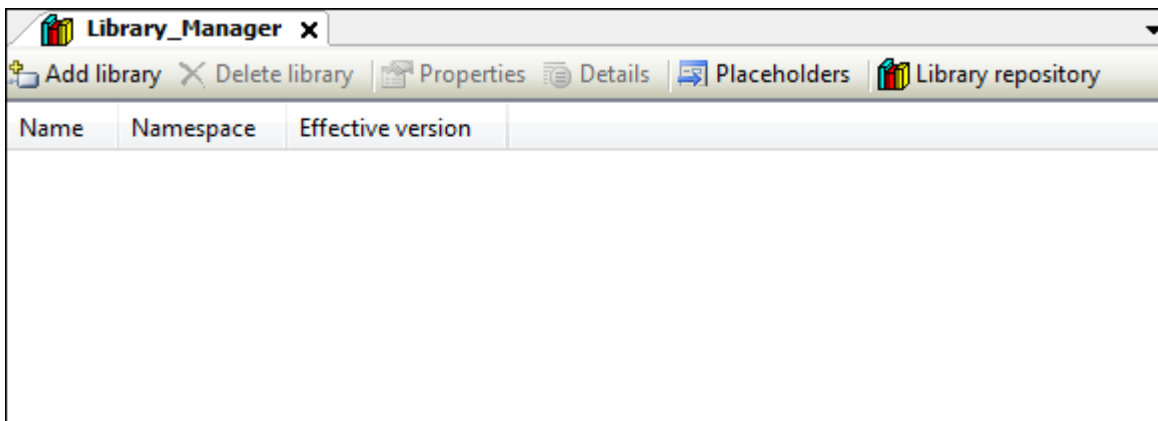 Library_Manager
Add library Delete library Properties Details Placeholders Library repository
Name Namespace Effective version